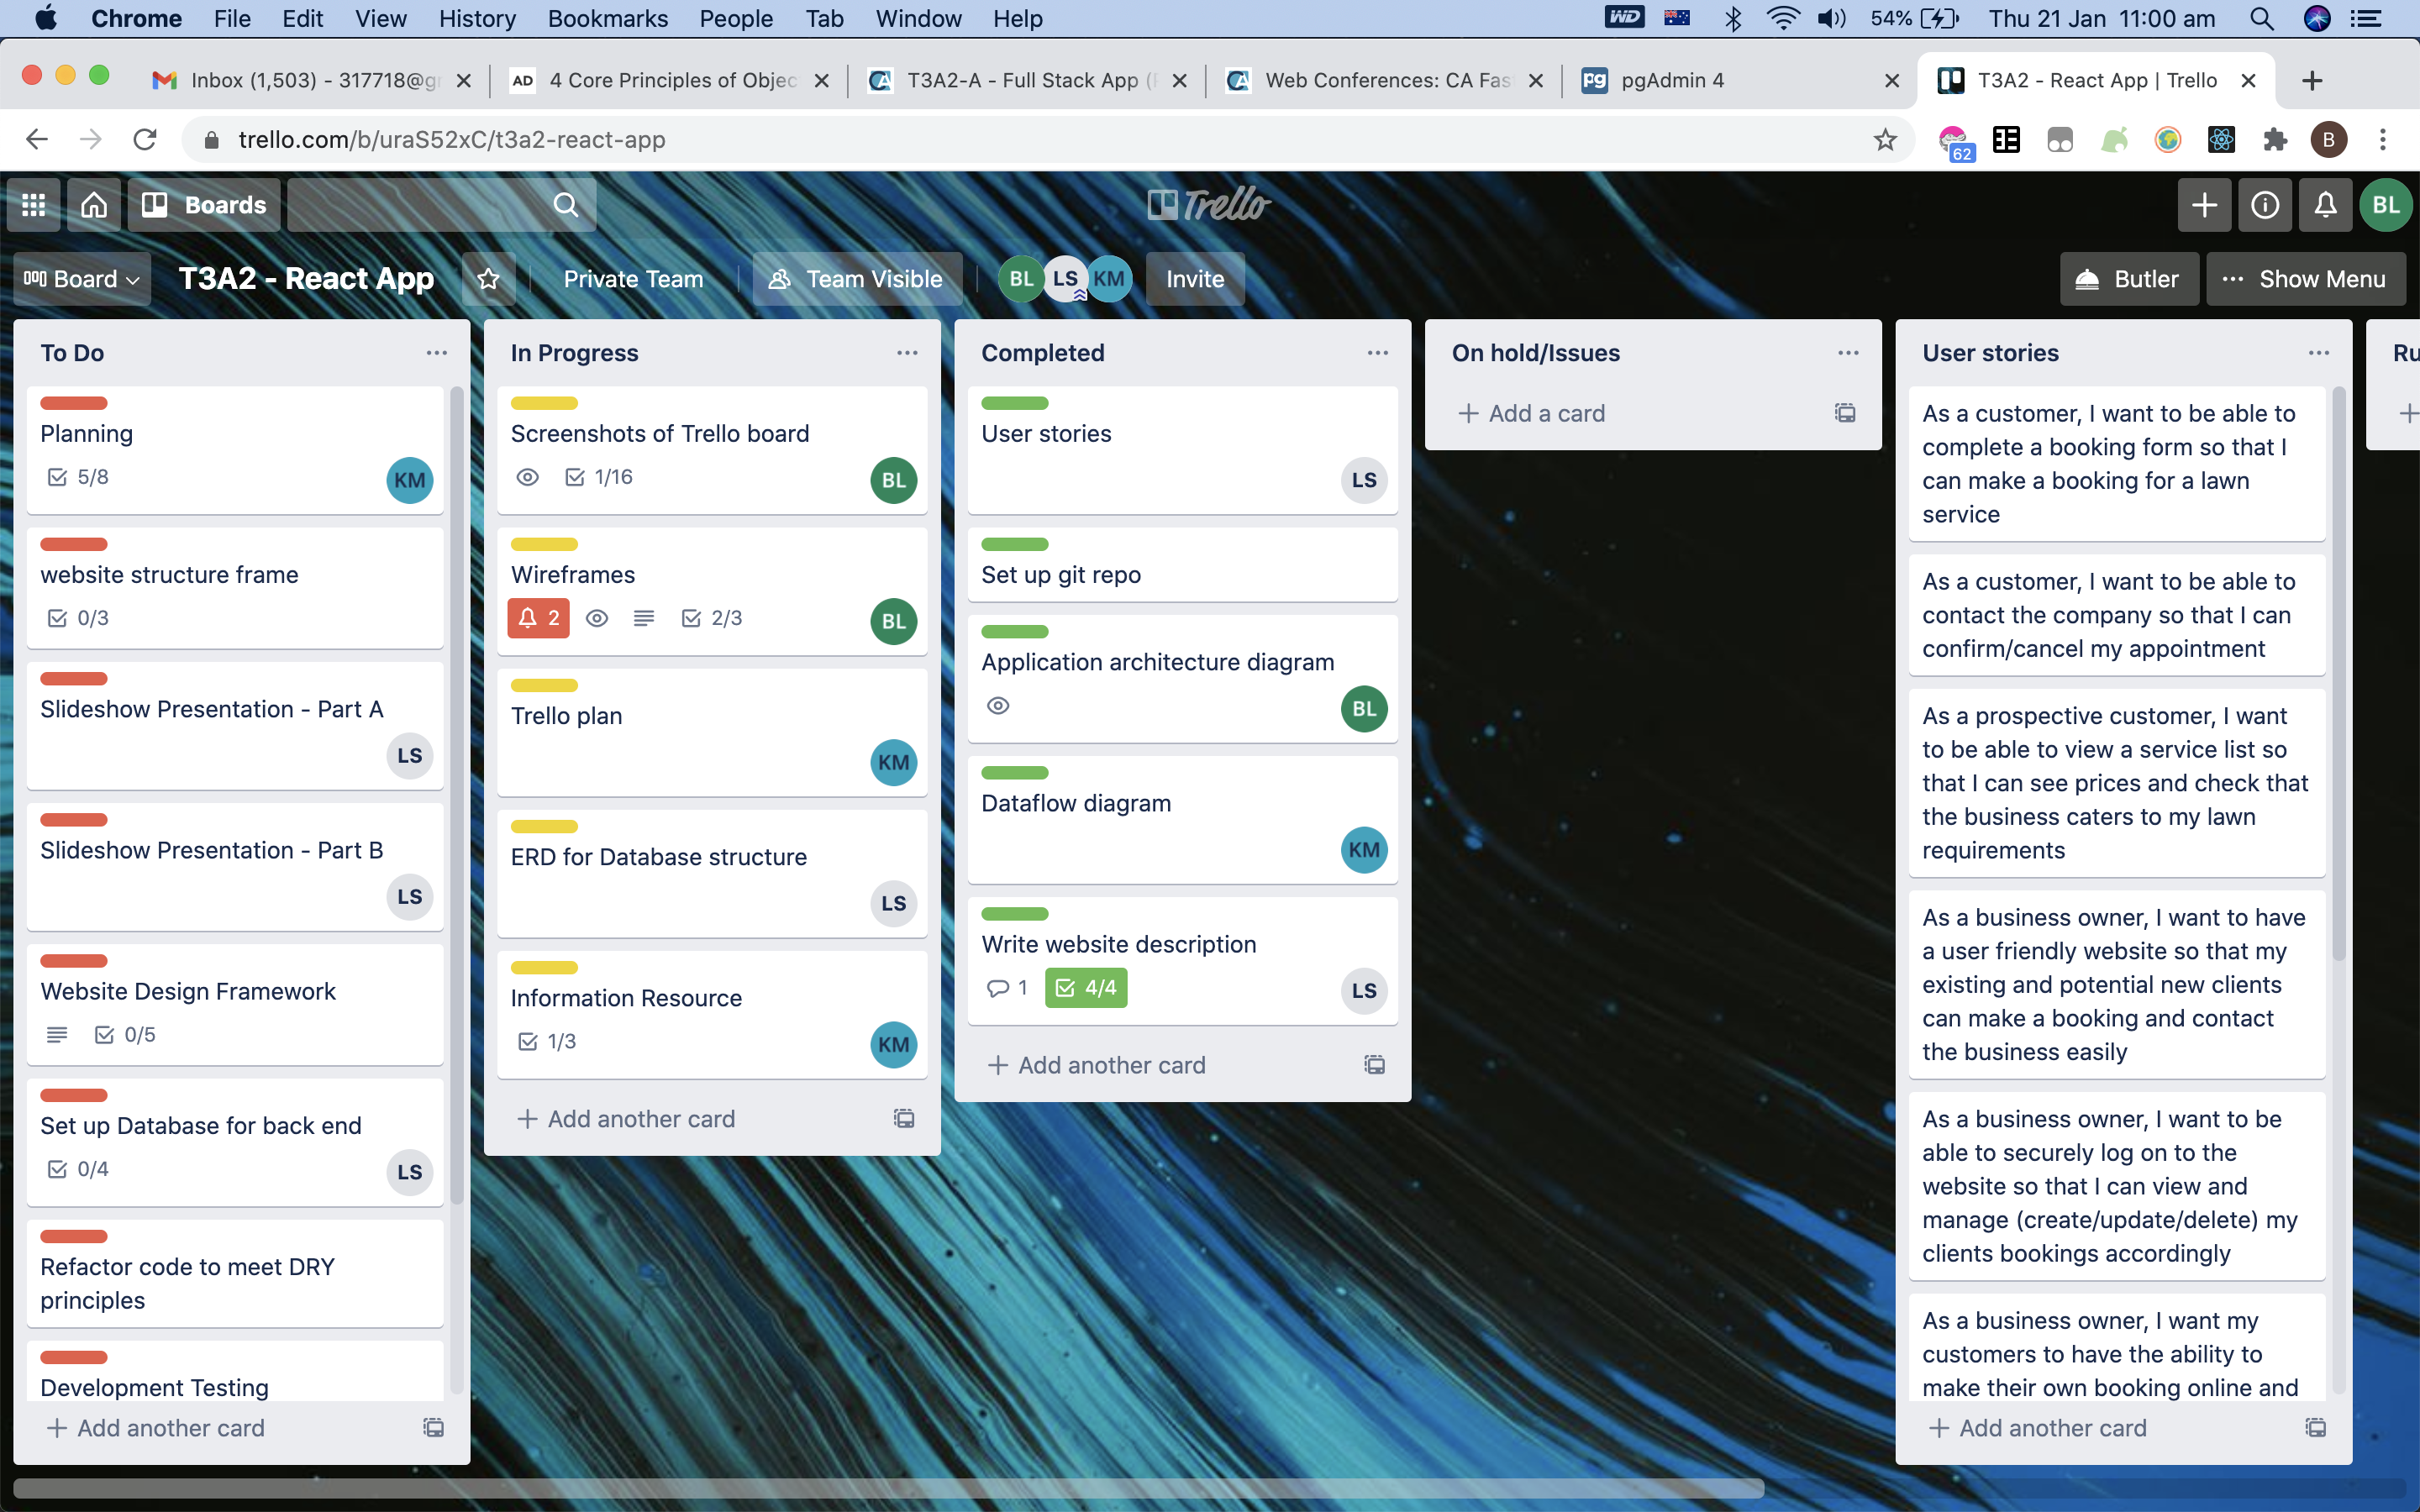 Chrome File Edit View History Bookmarks People Tab Window Help
WD 54% Thu 21 Jan 11:00 am
Inbox (1,503) - 317718@
AD 4 Core Principles of Objec
T3A2-A - Full Stack App (
Web Conferences: CA Fas
pg pgAdmin 4
T3A2 - React App | Trello
trello.com/b/uraS52xC/t3a2-react-app
62
B
Boards
Trello
BL
Board
T3A2 - React App
Private Team
Team Visible
BL LS KM
Invite
Butler
Show Menu
To Do
Planning
5/8
KM
website structure frame
0/3
Slideshow Presentation - Part A
LS
Slideshow Presentation - Part B
LS
Website Design Framework
0/5
Set up Database for back end
0/4
LS
Refactor code to meet DRY
principles
Development Testing
Add another card
In Progress
Screenshots of Trello board
1/16
BL
Wireframes
2
2/3
BL
Trello plan
KM
ERD for Database structure
LS
Information Resource
1/3
KM
Add another card
Completed
User stories
LS
Set up git repo
Application architecture diagram
BL
Dataflow diagram
KM
Write website description
1
4/4
LS
Add another card
On hold/Issues
Add a card
User stories
As a customer, I want to be able to
complete a booking form so that I
can make a booking for a lawn
service
As a customer, I want to be able to
contact the company so that I can
confirm/cancel my appointment
As a prospective customer, I want
to be able to view a service list so
that I can see prices and check that
the business caters to my lawn
requirements
As a business owner, I want to have
a user friendly website so that my
existing and potential new clients
can make a booking and contact
the business easily
As a business owner, I want to be
able to securely log on to the
website so that I can view and
manage (create/update/delete) my
clients bookings accordingly
As a business owner, I want my
customers to have the ability to
make their own booking online and
Add another card
Ru